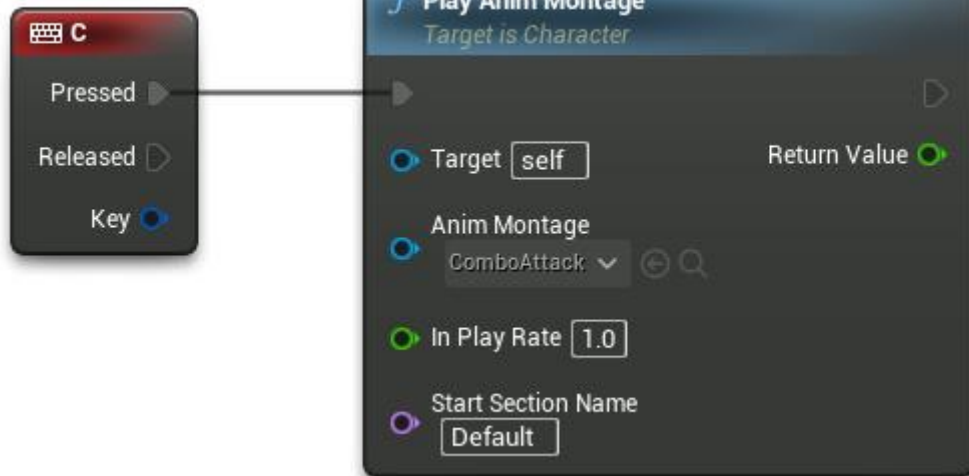 C
Pressed
Released
Key
f Play Anim Montage
Target is Character
Target self
Return Value
Anim Montage
ComboAttack
In Play Rate 1.0
Start Section Name
Default